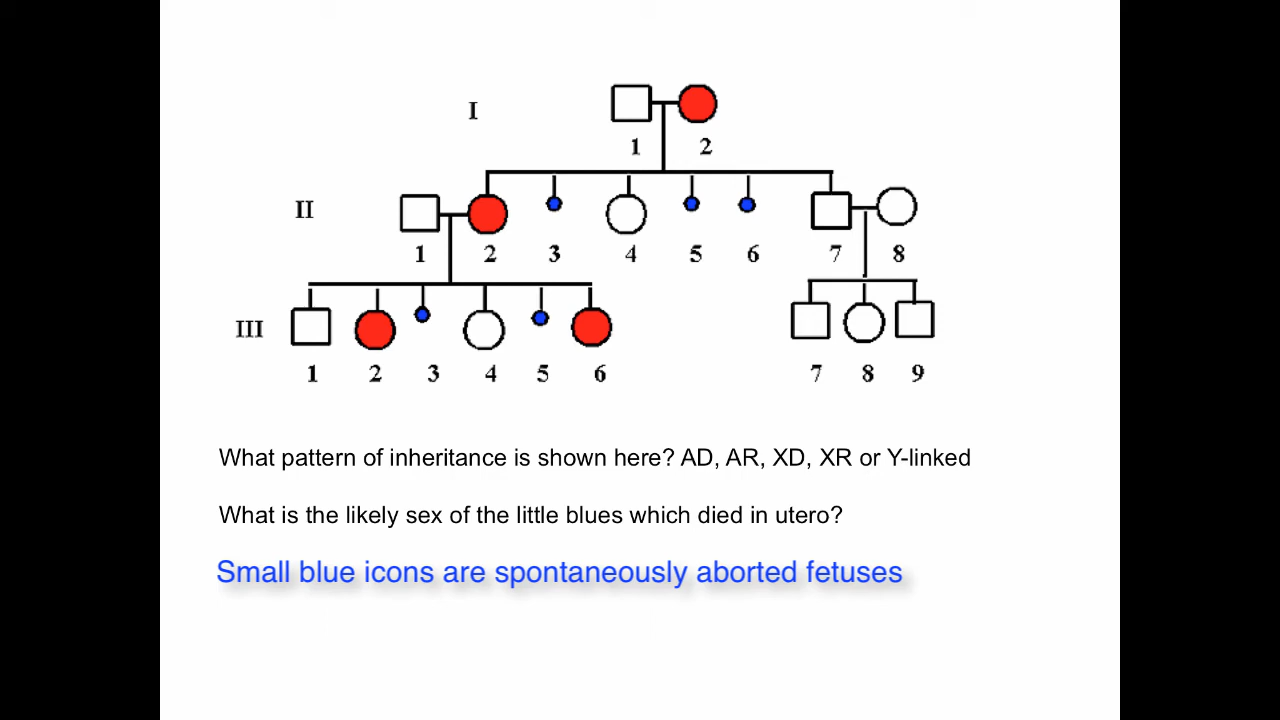 I
1 2
II
1 2 3 4 5 6 7 8
III
1 2 3 4 5 6 7 8 9
What pattern of inheritance is shown here? AD, AR, XD, XR or Y-linked
What is the likely sex of the little blues which died in utero?
Small blue icons are spontaneously aborted fetuses